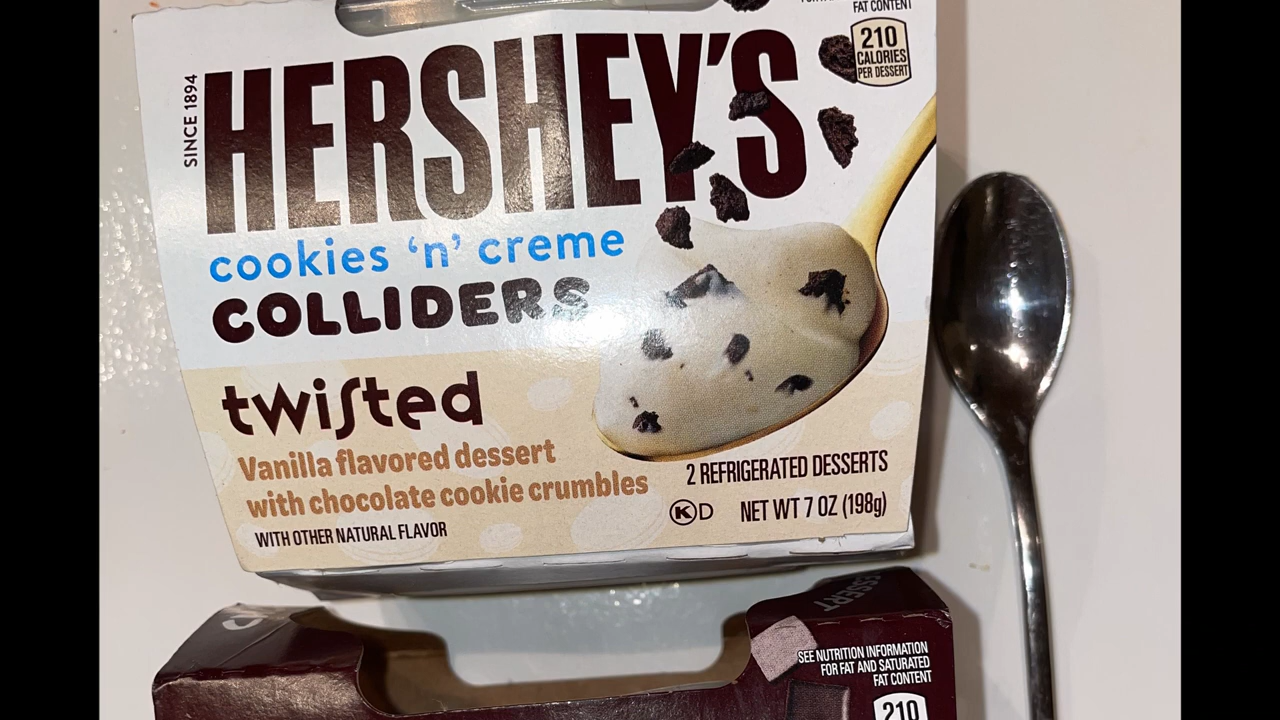 FAT CONTENT
210
CALORIES
PER DESSERT
SINCE 1894
HERSHEY'S
cookies 'n' creme
COLLIDERS
twisted
Vanilla flavored dessert
with chocolate cookie crumbles
WITH OTHER NATURAL FLAVOR
2 REFRIGERATED DESSERTS
KD NET WT 7 OZ (198g)
DESSERT
SEE NUTRITION INFORMATION
FOR FAT AND SATURATED
FAT CONTENT
210